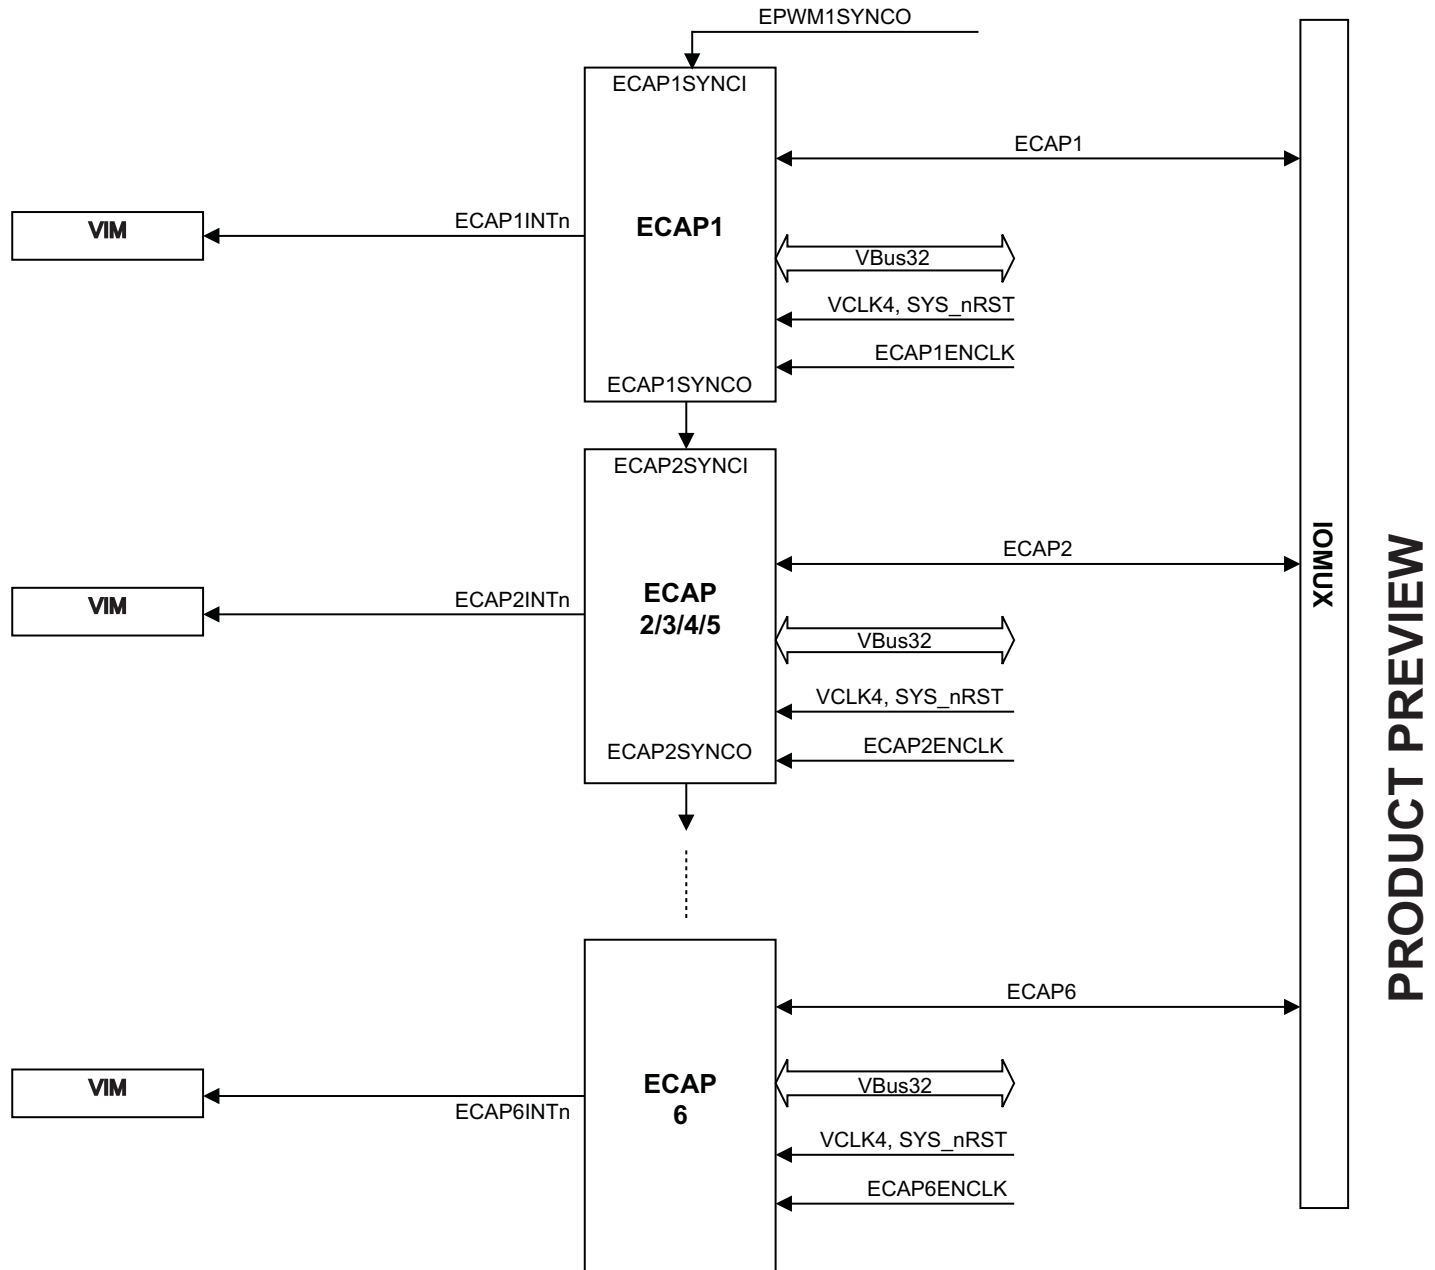 EPWM1SYNCO
ECAP1SYNCI
ECAP1
VIM
ECAP1INTn
ECAP1
VBus32
VCLK4, SYS_nRST
ECAP1ENCLK
ECAP1SYNCO
ECAP2SYNCI
ECAP2
VIM
ECAP2INTn
ECAP
2/3/4/5
VBus32
VCLK4, SYS_nRST
ECAP2ENCLK
ECAP2SYNCO
ECAP6
VIM
ECAP6INTn
ECAP
6
VBus32
VCLK4, SYS_nRST
ECAP6ENCLK
IOMUX
PRODUCT PREVIEW